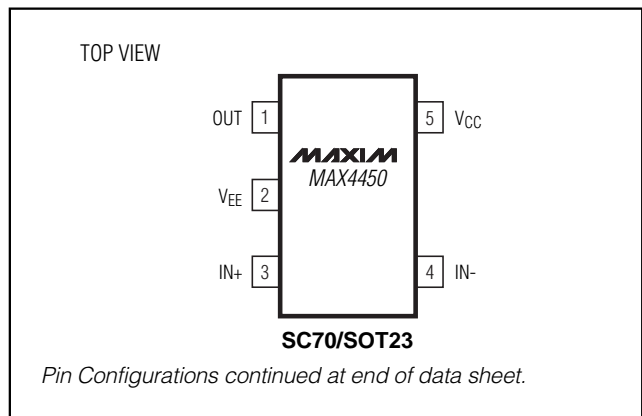 TOP VIEW
OUT 1
5 VCC
MAXIM
MAX4450
VEE 2
IN+ 3
4 IN-
SC70/SOT23
Pin Configurations continued at end of data sheet.